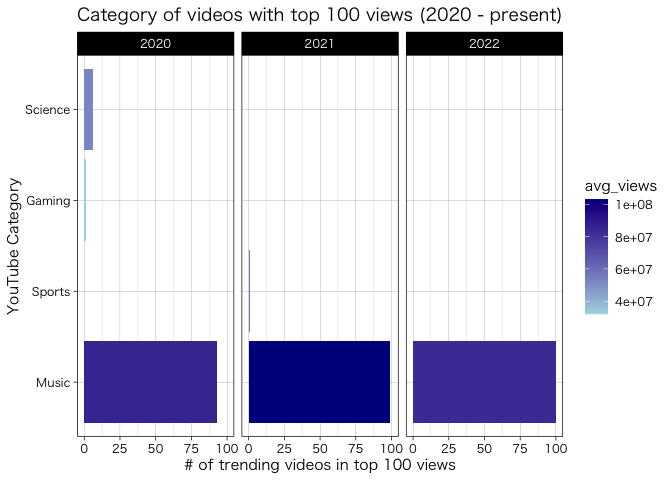 Category of videos with top 100 views (2020 - present)
2020 2021 2022
Science
Gaming
Sports
Music
YouTube Category
0 25 50 75 100 0 25 50 75 100 0 25 50 75 100
# of trending videos in top 100 views
avg_views
1e+08
8e+07
6e+07
4e+07